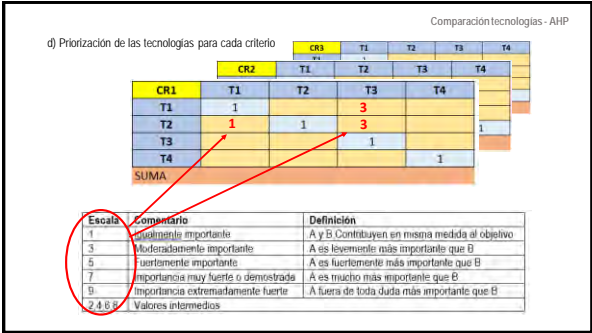 Comparación tecnologías - AHP
d) Priorización de las tecnologías para cada criterio
CR3 T1 T2 T3 T4
CR2 T1 T2 T3 T4
CR1 T1 T2 T3 T4
T1 1 3
T2 1 1 3
1
T3 1
1
T4 1
SUMA
Escala Comentario Definición
1 Igualmente importante A y B Contribuyen en misma medida al objetivo
3 Moderadamente importante A es levemente más importante que B
5 Fuertemente importante A es fuertemente más importante que B
7 Importancia muy fuerte o demostrada A es mucho más importante que B
9 Importancia extremadamente fuerte A fuera de toda duda más importante que B
2,4,6,8 Valores intermedios